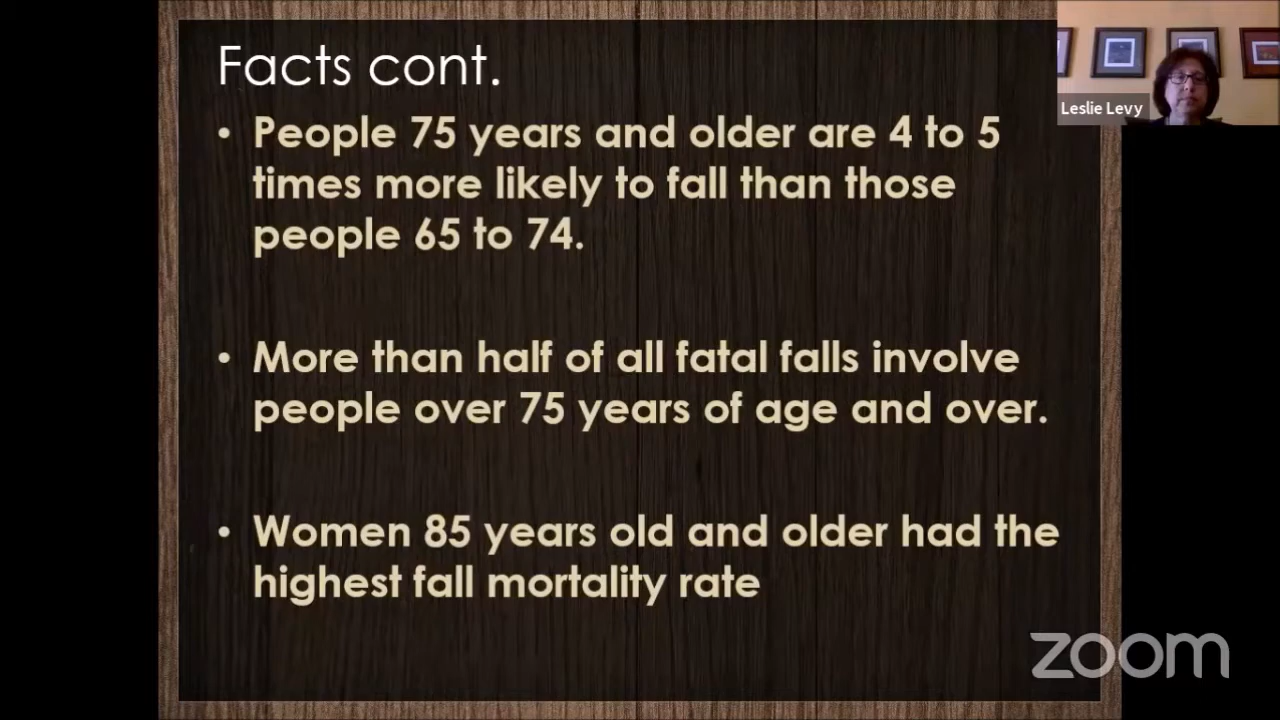 Facts cont.
• People 75 years and older are 4 to 5
times more likely to fall than those
people 65 to 74.
• More than half of all fatal falls involve
people over 75 years of age and over.
• Women 85 years old and older had the
highest fall mortality rate
Leslie Levy
zoom